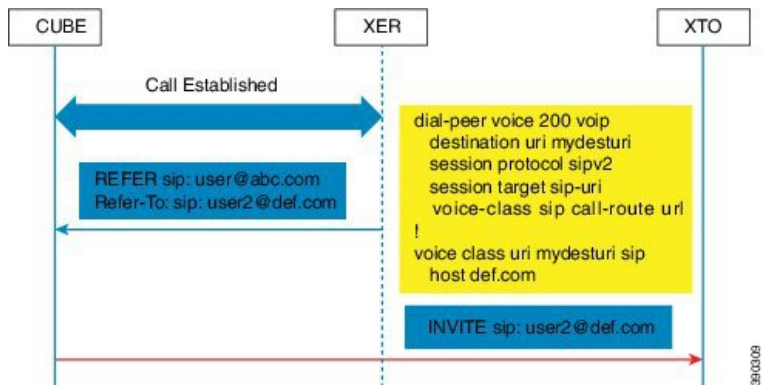 CUBE
XER
XTO
Call Established
dial-peer voice 200 voip
destination uri mydesturi
session protocol sipv2
session target sip-uri
voice-class sip call-route url
!
voice class uri mydesturi sip
host def.com
REFER sip: user@abc.com
Refer-To: sip: user2@def.com
INVITE sip: user2@def.com
390309